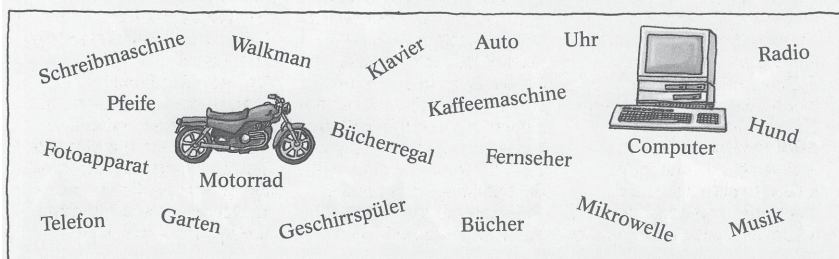 Schreibmaschine
Walkman
Klavier
Auto
Uhr
Radio
Pfeife
Kaffeemaschine
Hund
Fotoapparat
Motorrad
Bücherregal
Fernseher
Computer
Telefon
Garten
Geschirrspüler
Bücher
Mikrowelle
Musik